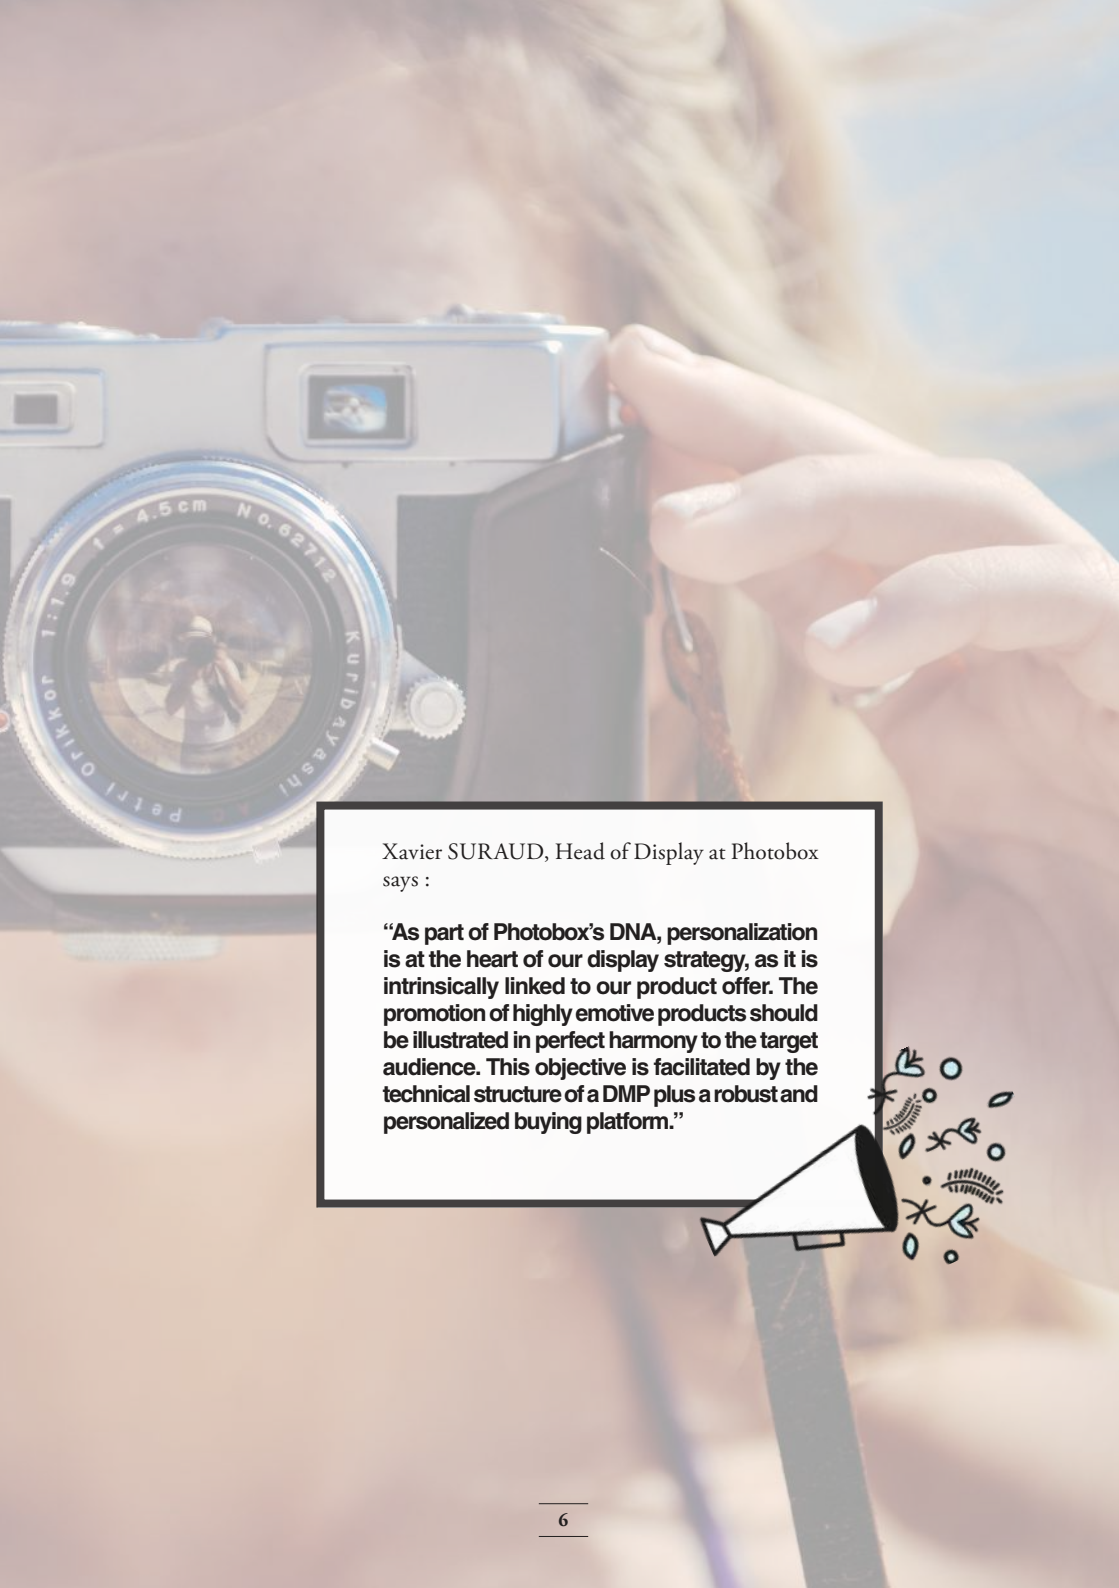 1:1.9 f = 4.5cm No.62712 Kuribayashi
Petri Orikkor
Xavier SURAUD, Head of Display at Photobox
says :
“As part of Photobox’s DNA, personalization
is at the heart of our display strategy, as it is
intrinsically linked to our product offer. The
promotion of highly emotive products should
be illustrated in perfect harmony to the target
audience. This objective is facilitated by the
technical structure of a DMP plus a robust and
personalized buying platform.”
6